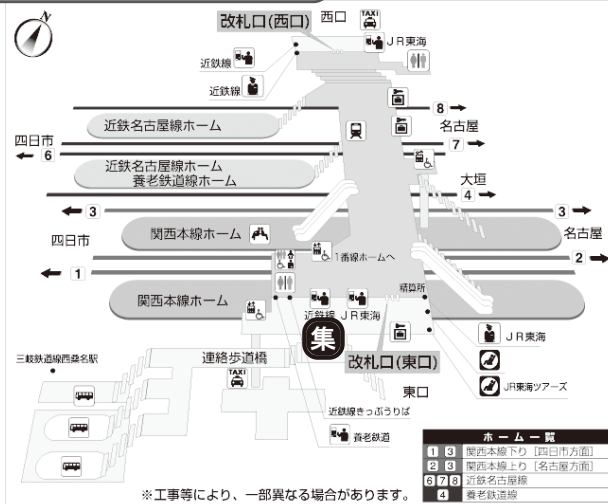 N
改札口(西口)
西口
TAXI
JR東海
近鉄線
近鉄線
8
近鉄名古屋線ホーム
名古屋
四日市
7
6
近鉄名古屋線ホーム
養老鉄道線ホーム
大垣
4
3
3
関西本線ホーム
四日市
名古屋
1番線ホームへ
2
1
精算所
関西本線ホーム
近鉄線
JR東海
集
JR東海
改札口(東口)
三岐鉄道線西桑名駅
連絡歩道橋
TAXI
JR東海ツアーズ
東口
近鉄線きっぷうりば
養老鉄道
ホーム一覧
1 3 関西本線下り [四日市方面]
2 3 関西本線上り [名古屋方面]
6 7 8 近鉄名古屋線
4 養老鉄道線
※工事等により、一部異なる場合があります。